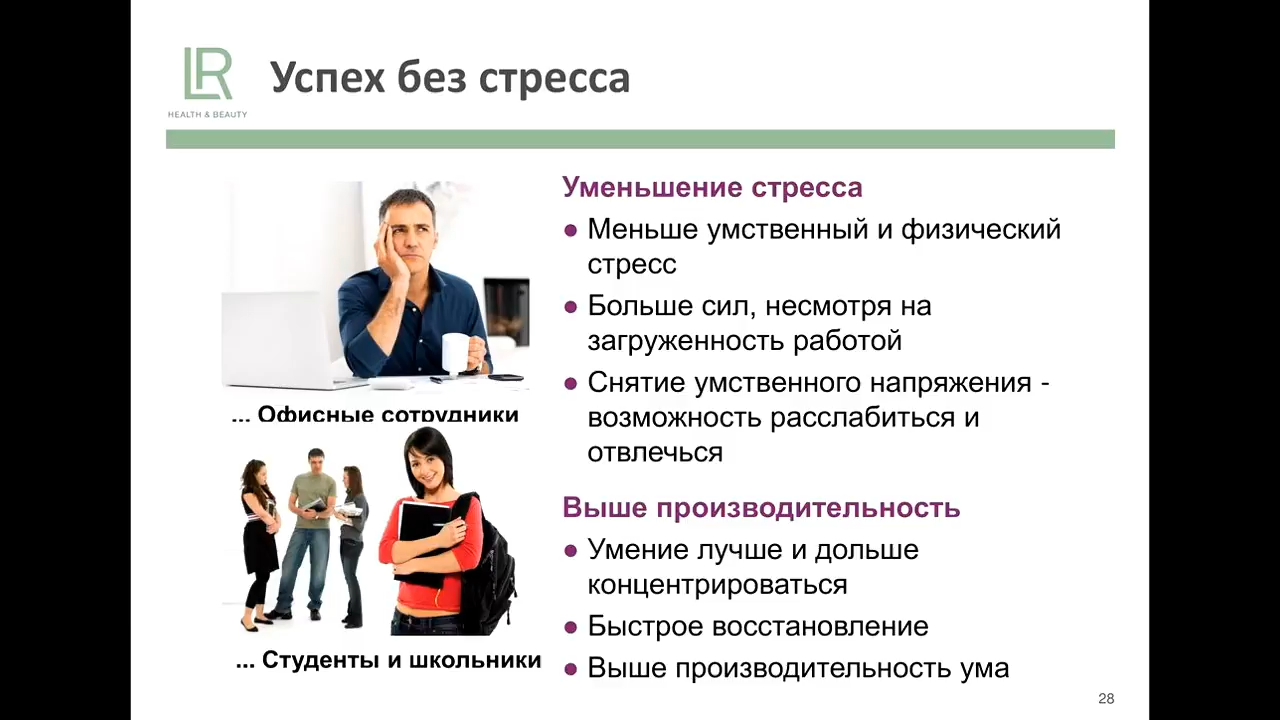 LR
HEALTH & BEAUTY
Успех без стресса
... Офисные сотрудники
... Студенты и школьники
Уменьшение стресса
● Меньше умственный и физический
стресс
● Больше сил, несмотря на
загруженность работой
● Снятие умственного напряжения -
возможность расслабиться и
отвлечься
Выше производительность
● Умение лучше и дольше
концентрироваться
● Быстрое восстановление
● Выше производительность ума
28